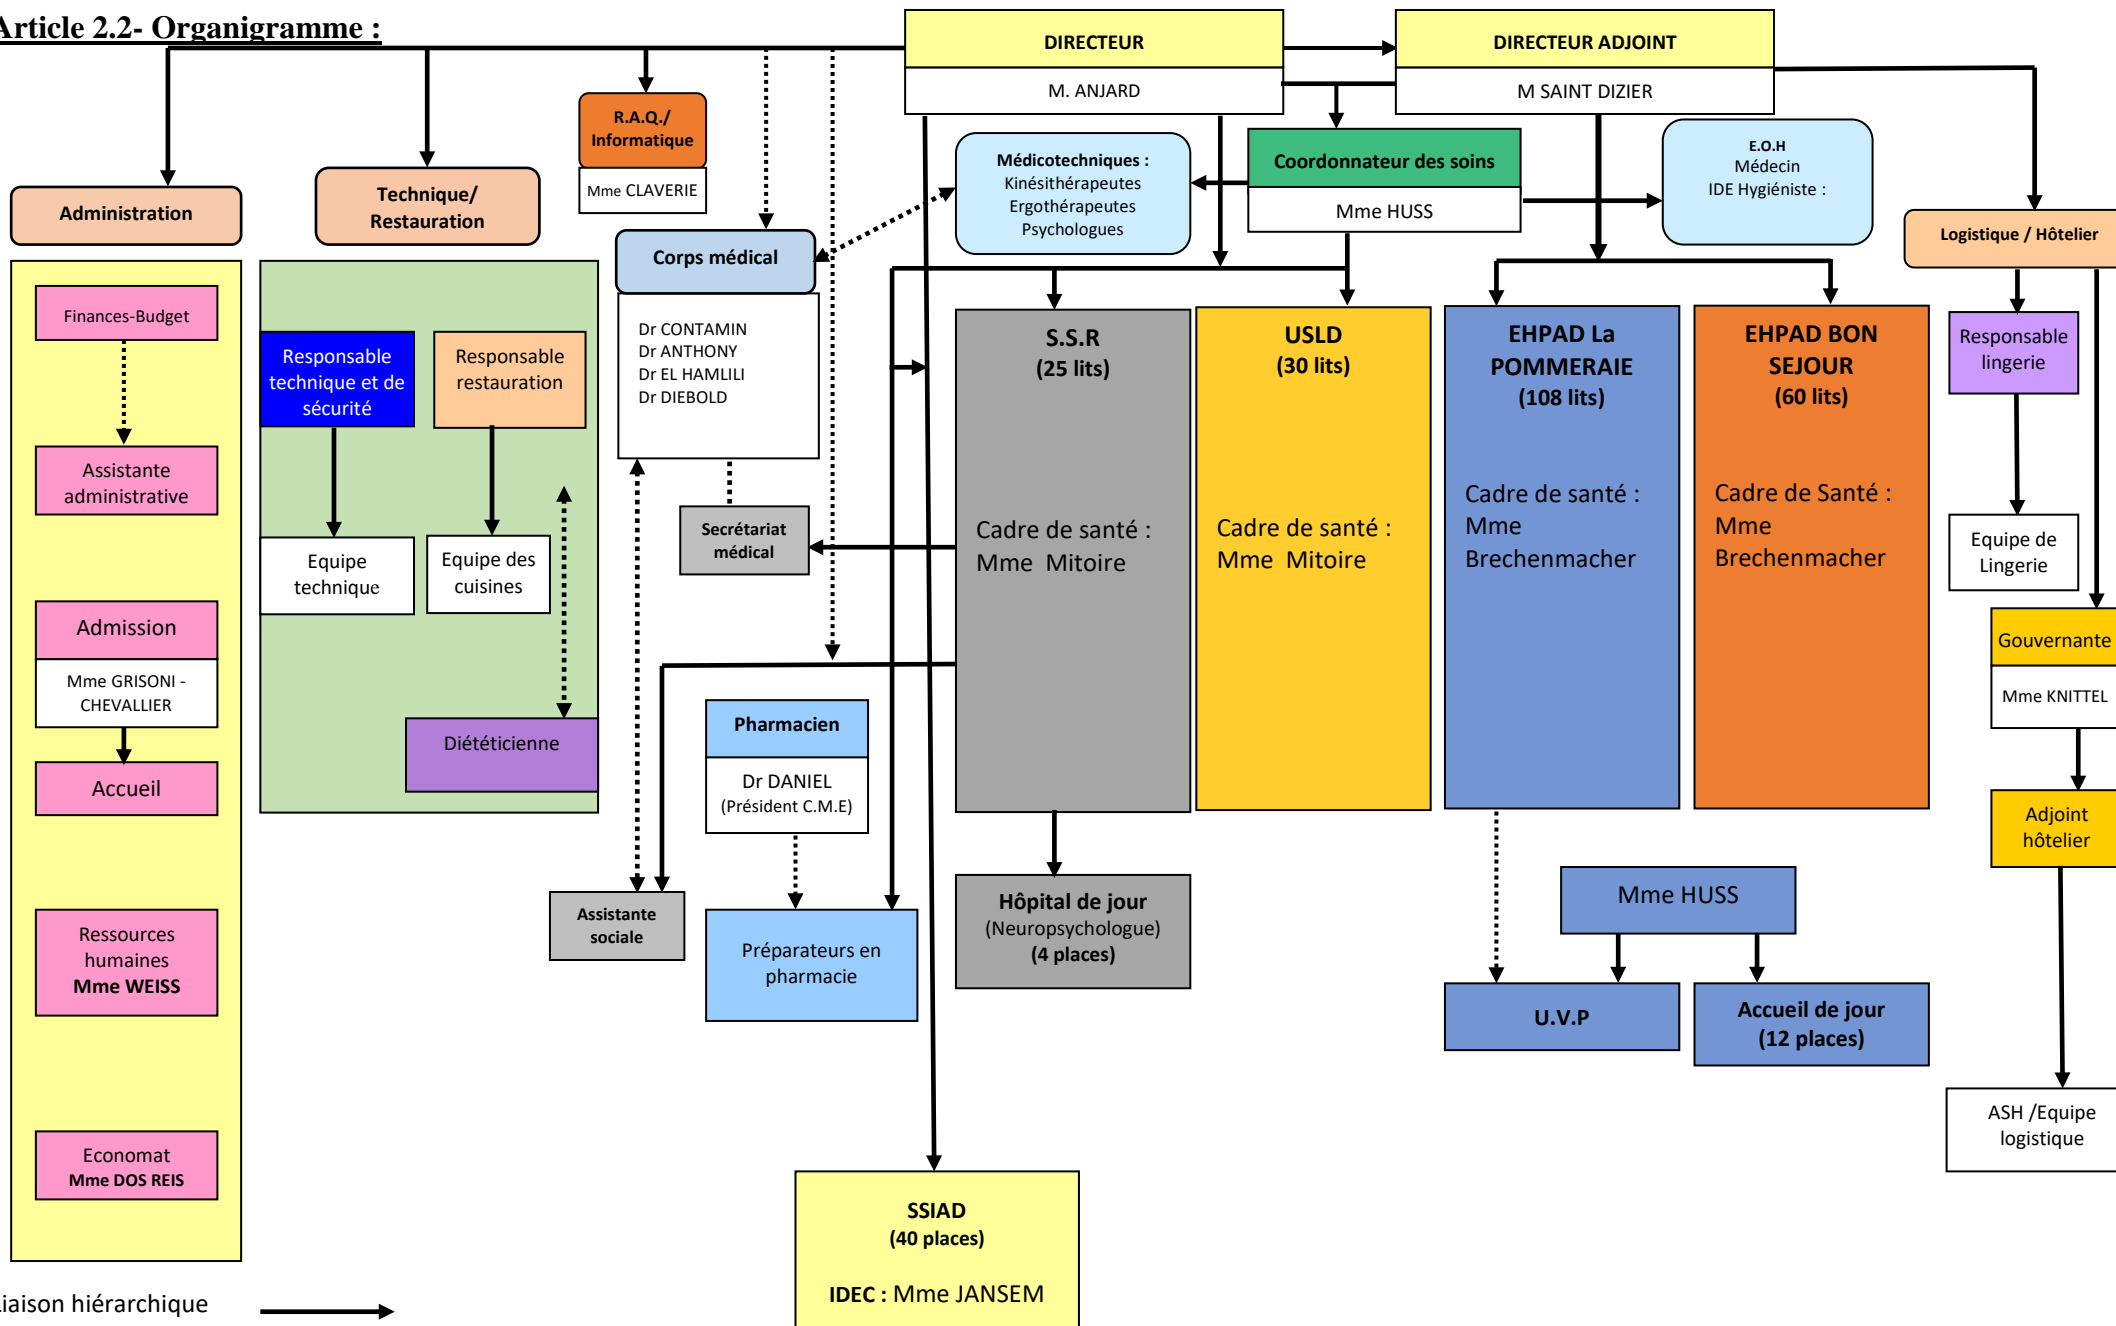 Article 2.2- Organigramme :
DIRECTEUR
M. ANJARD
DIRECTEUR ADJOINT
M SAINT DIZIER
R.A.Q./
Informatique
Mme CLAVERIE
Administration
Technique/
Restauration
Corps médical
Dr CONTAMIN
Dr ANTHONY
Dr EL HAMLILI
Dr DIEBOLD
Médicotechniques :
Kinésithérapeutes
Ergothérapeutes
Psychologues
Coordonnateur des soins
Mme HUSS
E.O.H
Médecin
IDE Hygiéniste :
Logistique / Hôtelier
Finances-Budget
Assistante
administrative
Admission
Mme GRISONI -
CHEVALLIER
Accueil
Ressources
humaines
Mme WEISS
Economat
Mme DOS REIS
Responsable
technique et de
sécurité
Responsable
restauration
Equipe
technique
Equipe des
cuisines
Diététicienne
Secrétariat
médical
Assistante
sociale
Pharmacien
Dr DANIEL
(Président C.M.E)
Préparateurs en
pharmacie
S.S.R
(25 lits)
Cadre de santé :
Mme Mitoire
Hôpital de jour
(Neuropsychologue)
(4 places)
USLD
(30 lits)
Cadre de santé :
Mme Mitoire
EHPAD La
POMMERAIE
(108 lits)
Cadre de santé :
Mme
Brechenmacher
EHPAD BON
SEJOUR
(60 lits)
Cadre de Santé :
Mme
Brechenmacher
Mme HUSS
U.V.P
Accueil de jour
(12 places)
Responsable
lingerie
Equipe de
Lingerie
Gouvernante
Mme KNITTEL
Adjoint
hôtelier
ASH /Equipe
logistique
SSIAD
(40 places)
IDEC : Mme JANSEM
Liaison hiérarchique